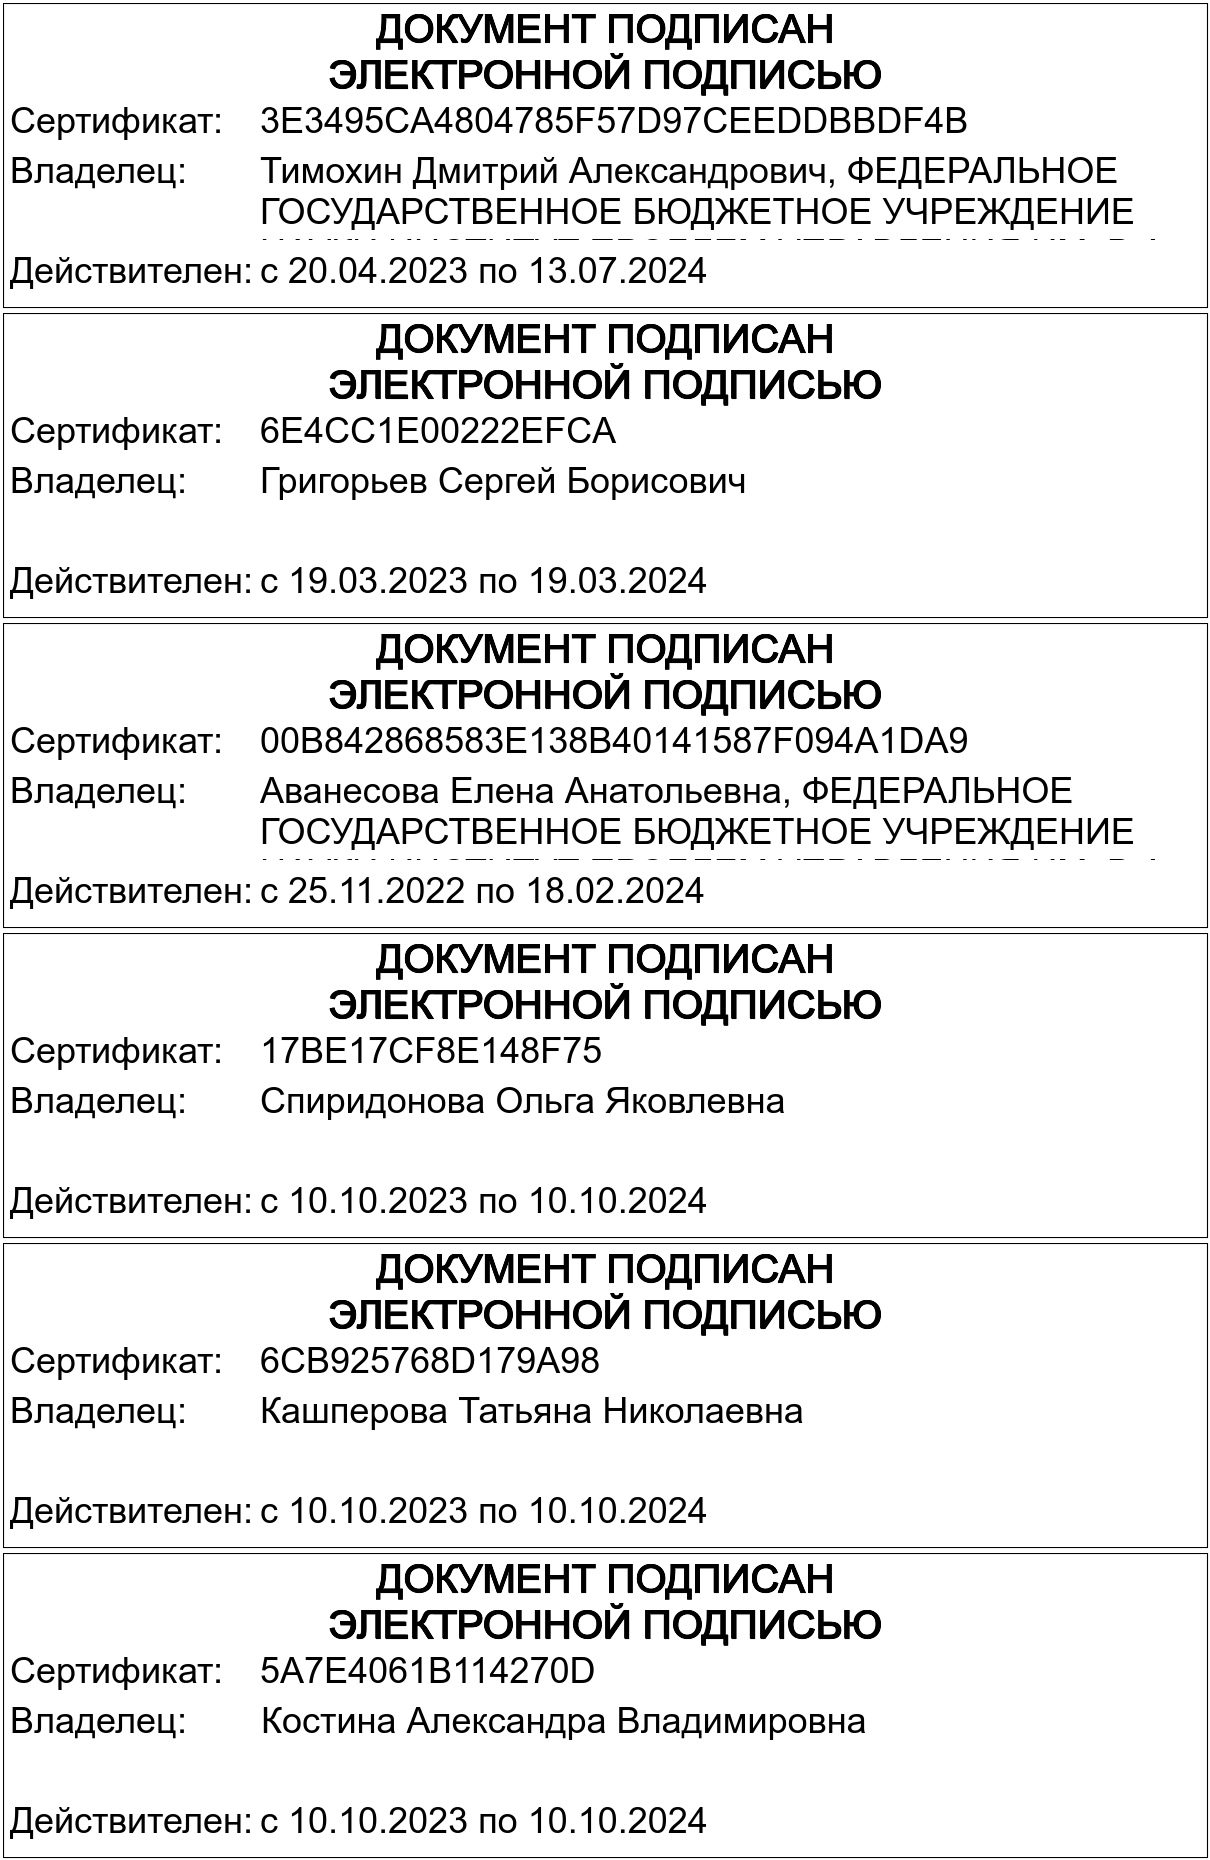 ДОКУМЕНТ ПОДПИСАН
ЭЛЕКТРОННОЙ ПОДПИСЬЮ
Сертификат: 3E3495CA4804785F57D97CEEDDBBDF4B
Владелец: Тимохин Дмитрий Александрович, ФЕДЕРАЛЬНОЕ
ГОСУДАРСТВЕННОЕ БЮДЖЕТНОЕ УЧРЕЖДЕНИЕ
Действителен: с 20.04.2023 по 13.07.2024
ДОКУМЕНТ ПОДПИСАН
ЭЛЕКТРОННОЙ ПОДПИСЬЮ
Сертификат: 6E4CC1E00222EFCA
Владелец: Григорьев Сергей Борисович
Действителен: с 19.03.2023 по 19.03.2024
ДОКУМЕНТ ПОДПИСАН
ЭЛЕКТРОННОЙ ПОДПИСЬЮ
Сертификат: 00B842868583E138B40141587F094A1DA9
Владелец: Аванесова Елена Анатольевна, ФЕДЕРАЛЬНОЕ
ГОСУДАРСТВЕННОЕ БЮДЖЕТНОЕ УЧРЕЖДЕНИЕ
Действителен: с 25.11.2022 по 18.02.2024
ДОКУМЕНТ ПОДПИСАН
ЭЛЕКТРОННОЙ ПОДПИСЬЮ
Сертификат: 17BE17CF8E148F75
Владелец: Спиридонова Ольга Яковлевна
Действителен: с 10.10.2023 по 10.10.2024
ДОКУМЕНТ ПОДПИСАН
ЭЛЕКТРОННОЙ ПОДПИСЬЮ
Сертификат: 6CB925768D179A98
Владелец: Кашперова Татьяна Николаевна
Действителен: с 10.10.2023 по 10.10.2024
ДОКУМЕНТ ПОДПИСАН
ЭЛЕКТРОННОЙ ПОДПИСЬЮ
Сертификат: 5A7E4061B114270D
Владелец: Костина Александра Владимировна
Действителен: с 10.10.2023 по 10.10.2024